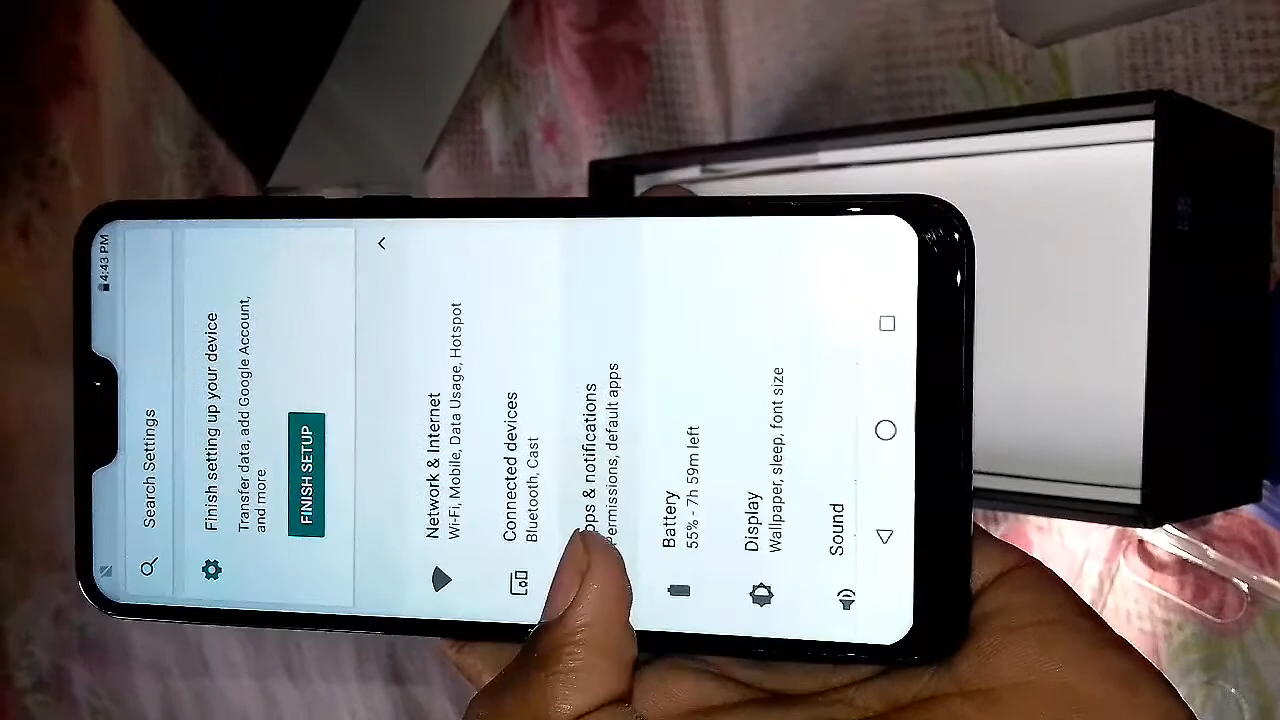 4:43 PM
Search Settings
Finish setting up your device
Transfer data, add Google Account,
and more
FINISH SETUP
Network & Internet
Wi-Fi, Mobile, Data Usage, Hotspot
Connected devices
Bluetooth, Cast
pps & notifications
Permissions, default apps
Battery
55% - 7h 59m left
Display
Wallpaper, sleep, font size
Sound